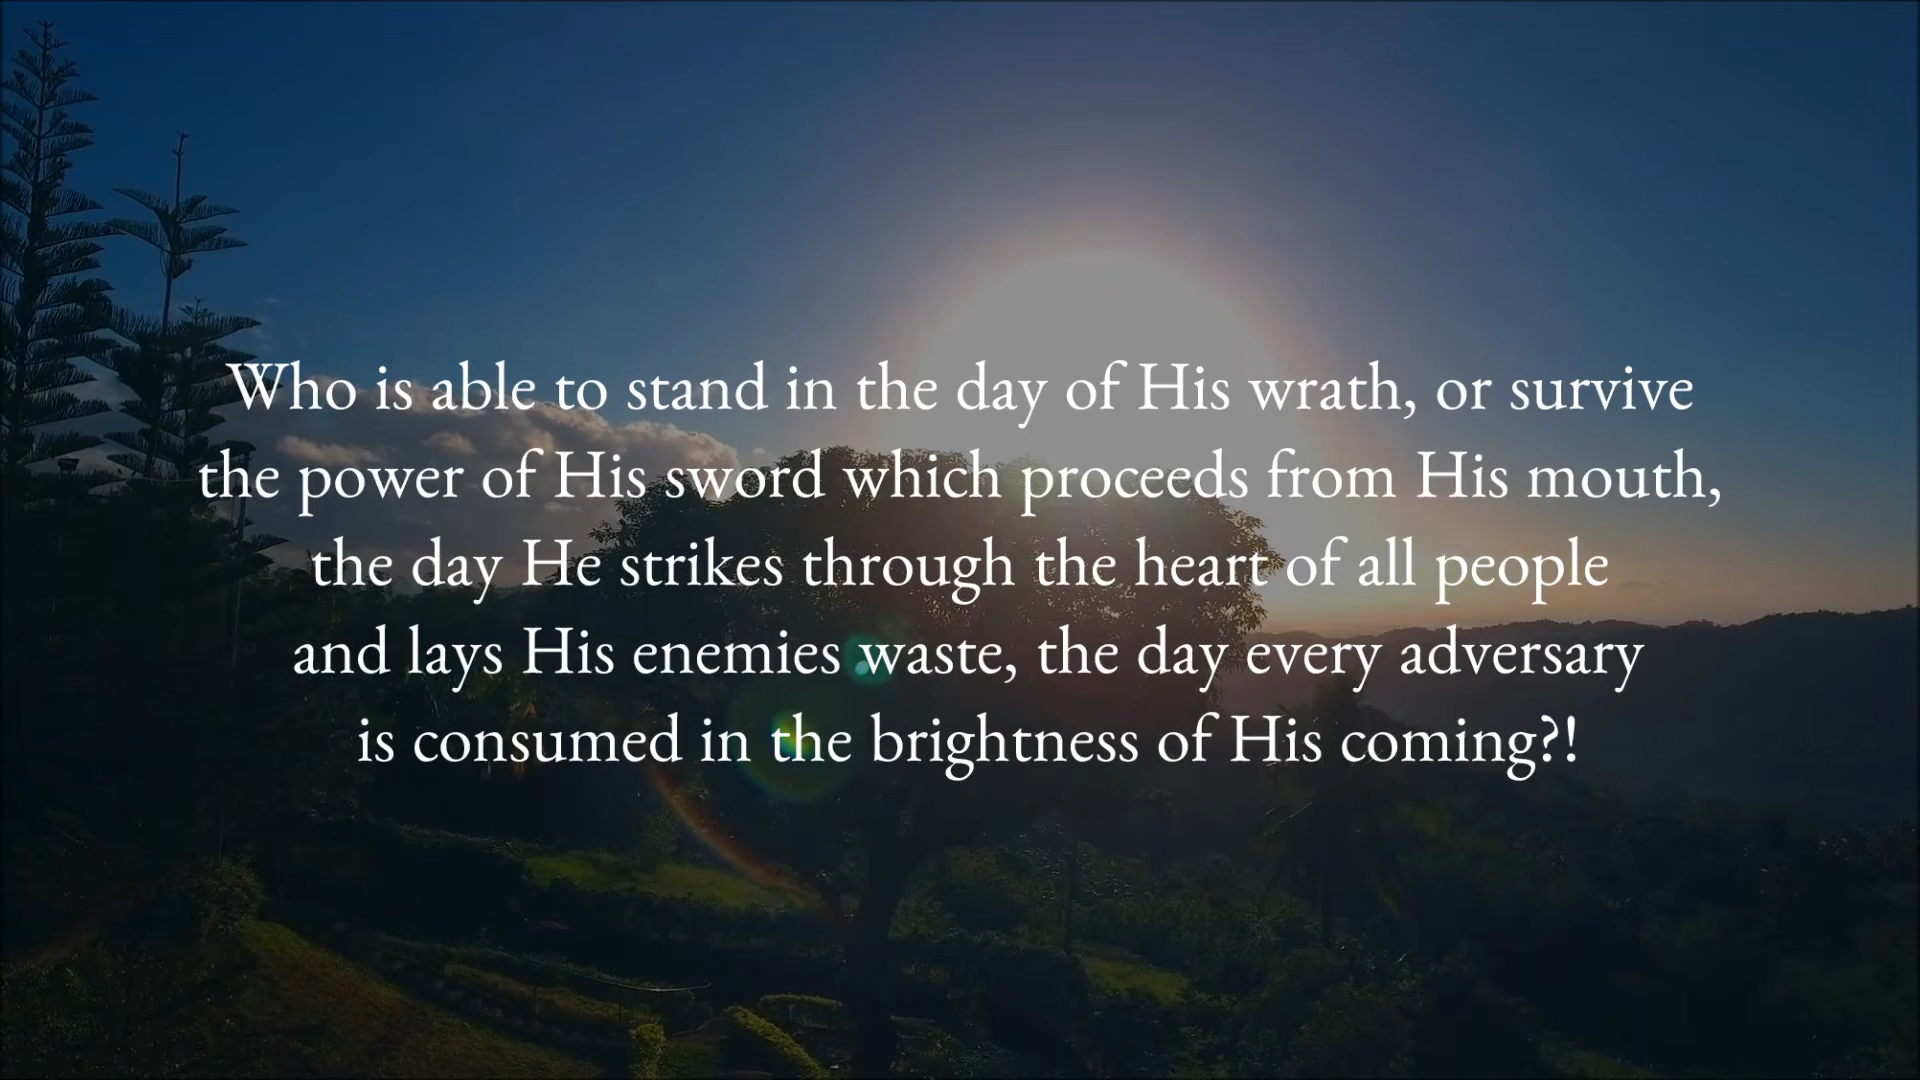 Who is able to stand in the day of His wrath, or survive
the power of His sword which proceeds from His mouth,
the day He strikes through the heart of all people
and lays His enemies waste, the day every adversary
is consumed in the brightness of His coming?!